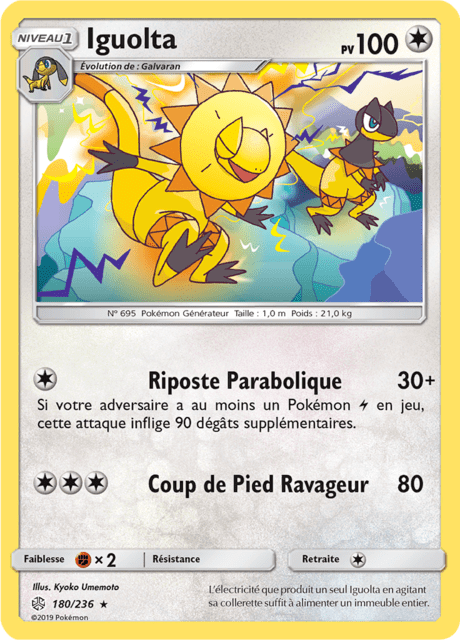 NIVEAU 1
Iguolta
PV 100
Évolution de : Galvaran
N° 695 Pokémon Générateur Taille : 1,0 m Poids : 21,0 kg
Riposte Parabolique 30+
Si votre adversaire a au moins un Pokémon en jeu,
cette attaque inflige 90 dégâts supplémentaires.
Coup de Pied Ravageur 80
Faiblesse ×2 Résistance Retraite
Illus. Kyoko Umemoto
180/236 ★
©2019 Pokémon
L'électricité que produit un seul Iguolta en agitant
sa collerette suffit à alimenter un immeuble entier.